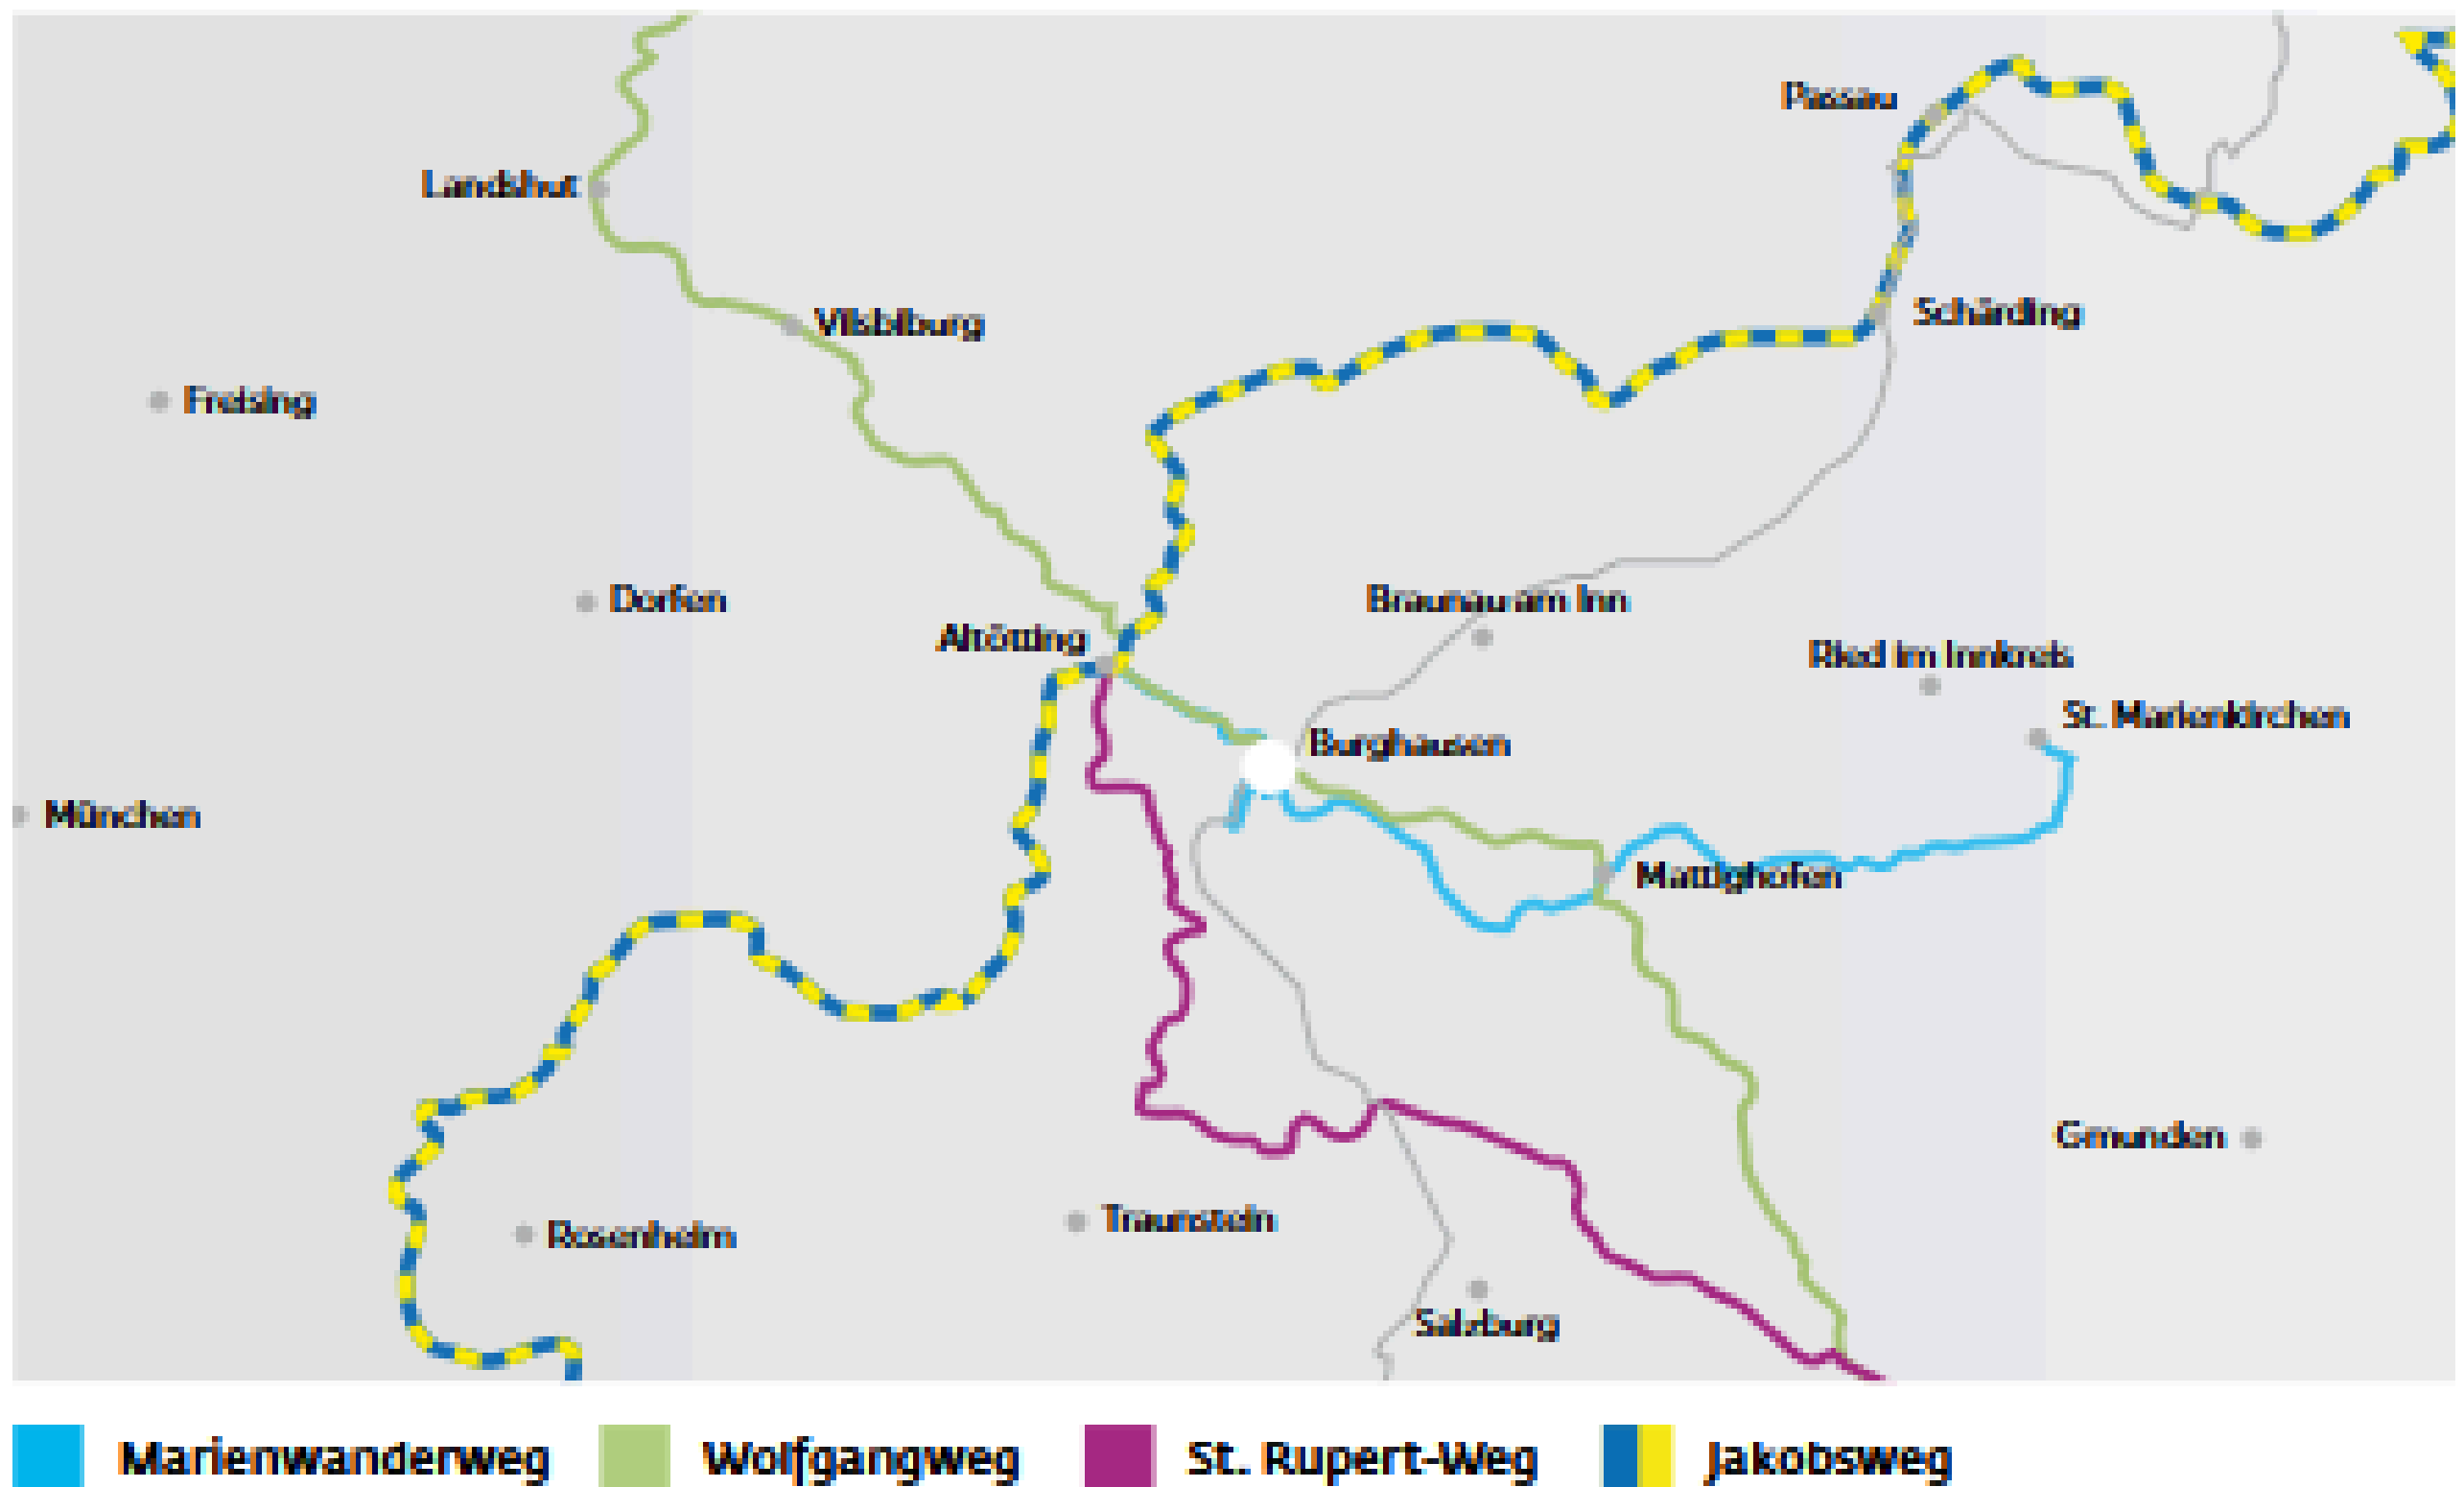 Passau
Landshut
Schärding
Vilsbiburg
Freising
Dorfen
Braunau am Inn
Altötting
Ried im Innkreis
St. Marienkirchen
Burghausen
München
Mattighofen
Gmunden
Traunstein
Rosenheim
Salzburg
Marienwanderweg Wolfgangweg St. Rupert-Weg Jakobsweg